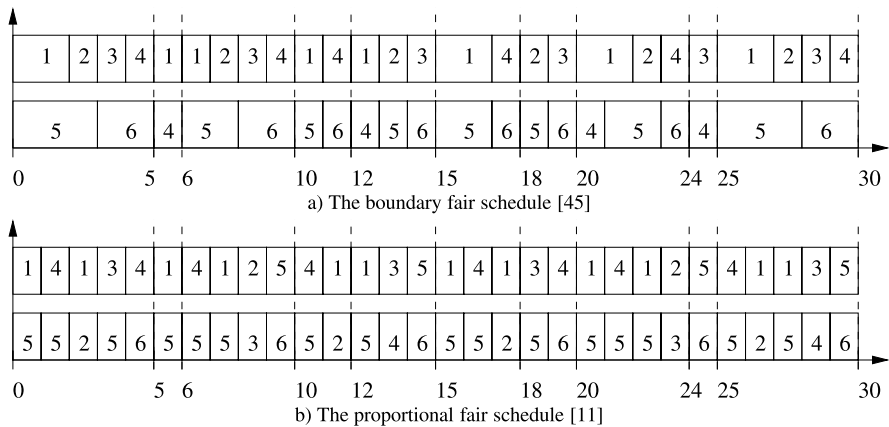 1 2 3 4 1 1 2 3 4 1 4 1 2 3 1 4 2 3 1 2 4 3 1 2 3 4
5 6 4 5 6 5 6 4 5 6 5 6 5 6 4 5 6 4 5 6
0 5 6 10 12 15 18 20 24 25 30
a) The boundary fair schedule [45]
1 4 1 3 4 1 4 1 2 5 4 1 1 3 5 1 4 1 3 4 1 4 1 2 5 4 1 1 3 5
5 5 2 5 6 5 5 5 3 6 5 2 5 4 6 5 5 2 5 6 5 5 5 3 6 5 2 5 4 6
0 5 6 10 12 15 18 20 24 25 30
b) The proportional fair schedule [11]